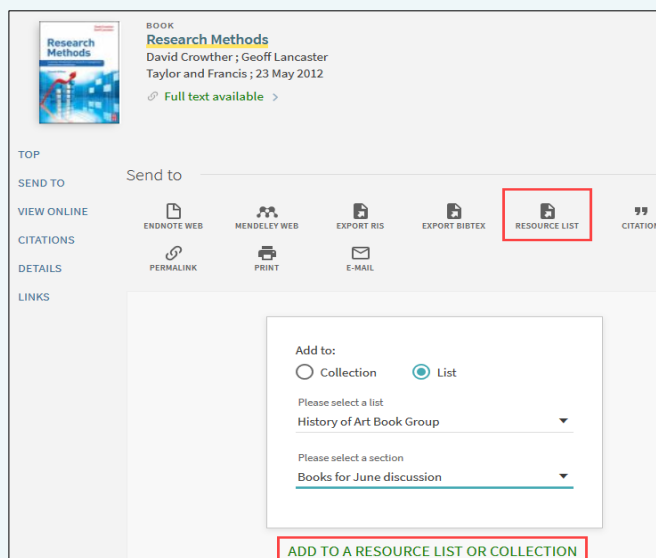 BOOK
Research Methods
David Crowther ; Geoff Lancaster
Taylor and Francis ; 23 May 2012
Full text available >
Research
Methods
TOP
SEND TO
VIEW ONLINE
CITATIONS
DETAILS
LINKS
Send to
ENDNOTE WEB MENDELEY WEB EXPORT RIS EXPORT BIBTEX RESOURCE LIST CITATION
PERMALINK PRINT E-MAIL
Add to:
Collection List
Please select a list
History of Art Book Group
Please select a section
Books for June discussion
ADD TO A RESOURCE LIST OR COLLECTION